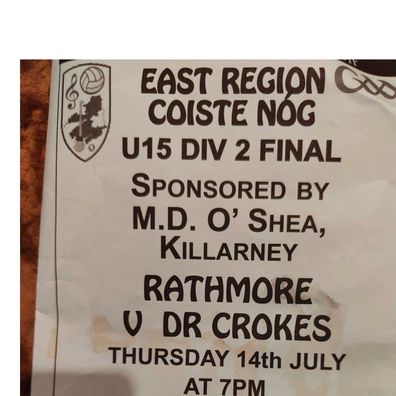 EAST REGION
COISTE NÓG
U15 DIV 2 FINAL
SPONSORED BY
M.D. O' SHEA,
KILLARNEY
RATHMORE
V DR CROKES
THURSDAY 14th JULY
AT 7PM